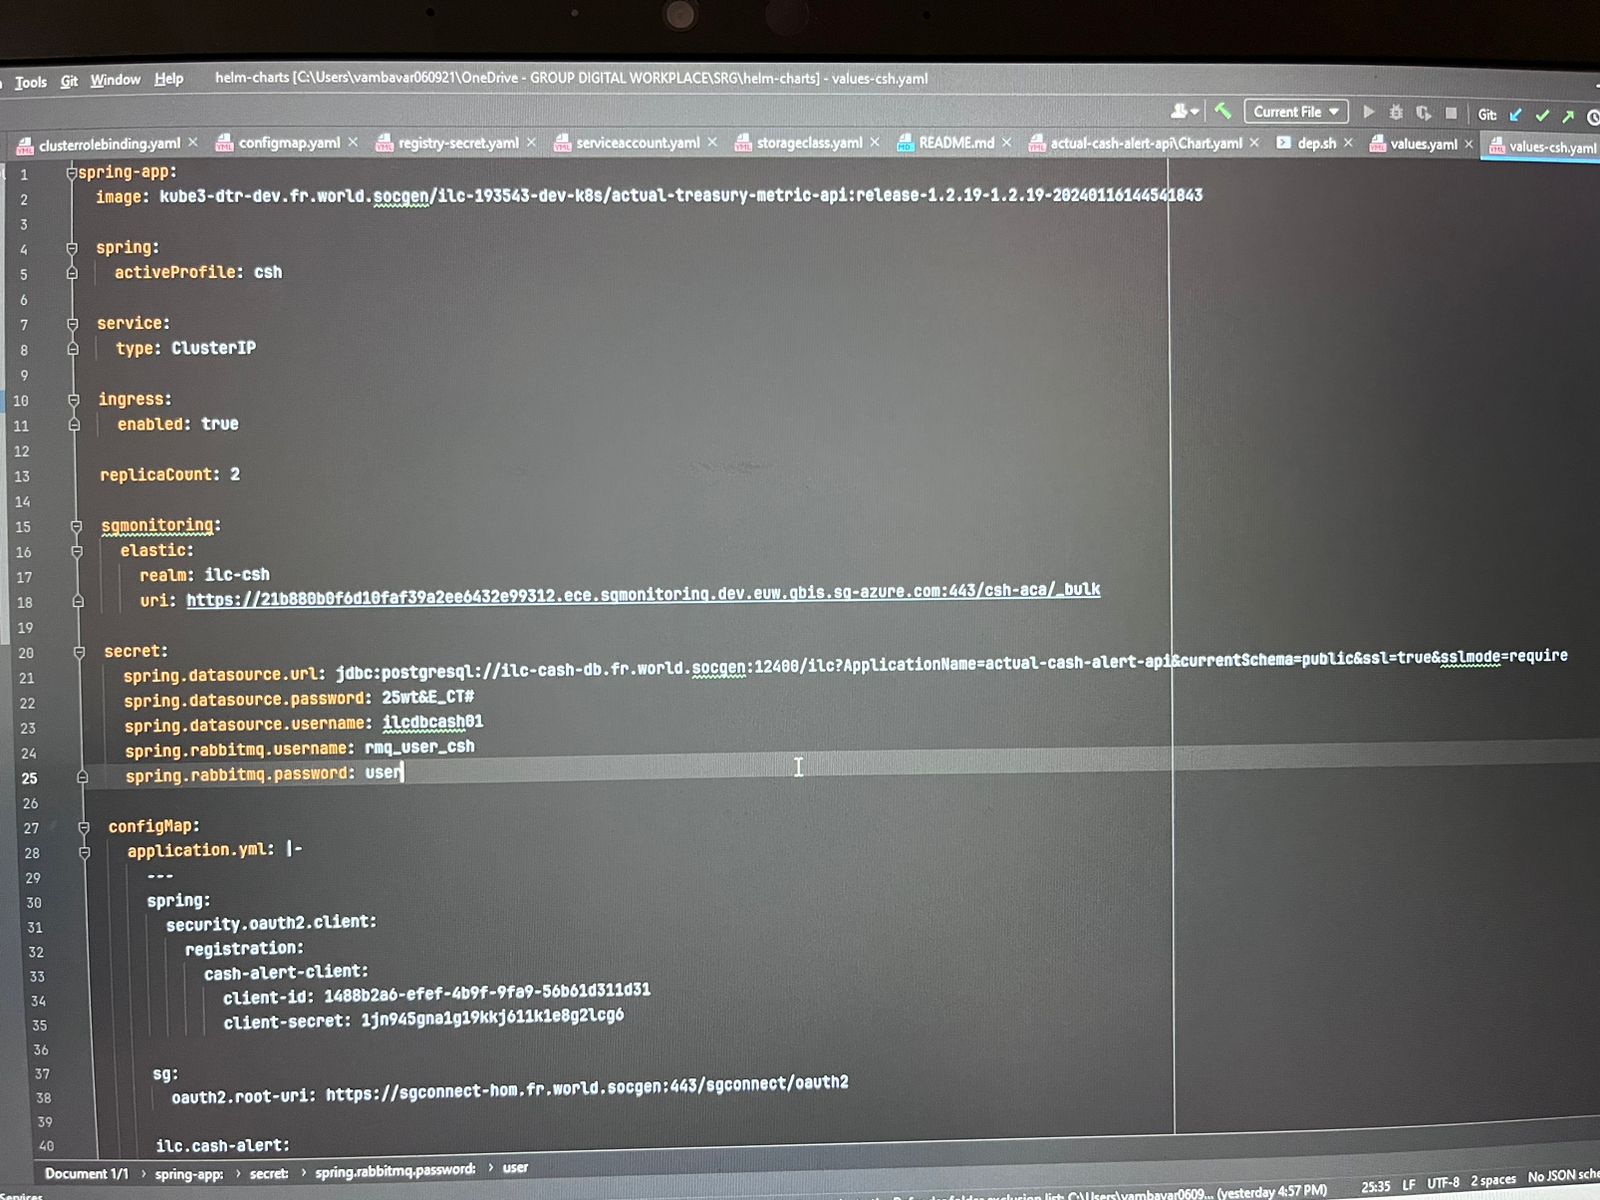 Tools Git Window Help helm-charts [C:\Users\vambavar060921\OneDrive - GROUP DIGITAL WORKPLACE\SRG\helm-charts] - values-csh.yaml
Current File Git:
clusterrolebinding.yaml configmap.yaml registry-secret.yaml serviceaccount.yaml storageclass.yaml README.md actual-cash-alert-api\Chart.yaml dep.sh values.yaml values-csh.yaml
1 spring-app:
2 image: kube3-dtr-dev.fr.world.socgen/ilc-193543-dev-k8s/actual-treasury-metric-api:release-1.2.19-1.2.19-20240116144541843
3
4 spring:
5 activeProfile: csh
6
7 service:
8 type: ClusterIP
9
10 ingress:
11 enabled: true
12
13 replicaCount: 2
14
15 sgmonitoring:
16 elastic:
17 realm: ilc-csh
18 uri: https://21b880b0f6d10faf39a2ee6432e99312.ece.sgmonitoring.dev.euw.gbis.sg-azure.com:443/csh-aca/_bulk
19
20 secret:
21 spring.datasource.url: jdbc:postgresql://ilc-cash-db.fr.world.socgen:12400/ilc?ApplicationName=actual-cash-alert-api&currentSchema=public&ssl=true&sslmode=require
22 spring.datasource.password: 25wt&E_CT#
23 spring.datasource.username: ilcdbcash01
24 spring.rabbitmq.username: rmq_user_csh
25 spring.rabbitmq.password: user
26
27 configMap:
28 application.yml: |-
29 ---
30 spring:
31 security.oauth2.client:
32 registration:
33 cash-alert-client:
34 client-id: 1488b2a6-efef-4b9f-9fa9-56b61d311d31
35 client-secret: 1jn945gna1g19kkj611k1e8g2lcg6
36
37 sg:
38 oauth2.root-uri: https://sgconnect-hom.fr.world.socgen:443/sgconnect/oauth2
39
40 ilc.cash-alert:
Document 1/1 › spring-app: › secret: › spring.rabbitmq.password: › user
Services
folder exclusion list: C:\Users\vambavar0609... (yesterday 4:57 PM) 25:35 LF UTF-8 2 spaces No JSON